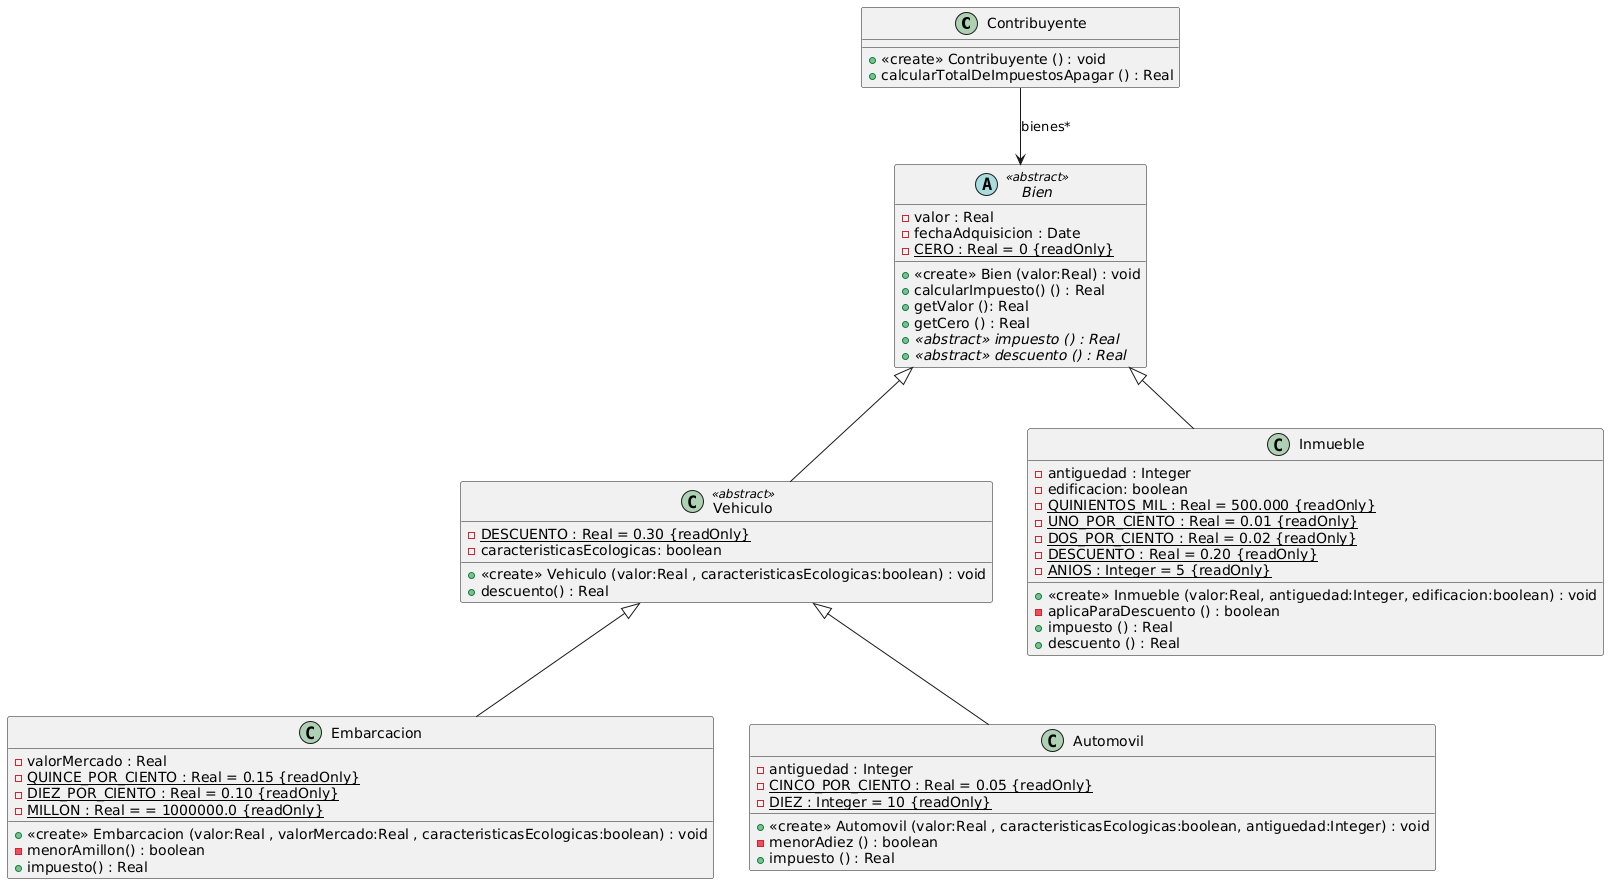 C Contribuyente
«create» Contribuyente () : void
calcularTotalDeImpuestosApagar () : Real
bienes*
A «abstract»
Bien
valor : Real
fechaAdquisicion : Date
CERO : Real = 0 {readOnly}
«create» Bien (valor:Real) : void
calcularImpuesto() () : Real
getValor (): Real
getCero () : Real
«abstract» impuesto () : Real
«abstract» descuento () : Real
C «abstract»
Vehiculo
DESCUENTO : Real = 0.30 {readOnly}
caracteristicasEcologicas: boolean
«create» Vehiculo (valor:Real , caracteristicasEcologicas:boolean) : void
descuento() : Real
C Inmueble
antiguedad : Integer
edificacion: boolean
QUINIENTOS_MIL : Real = 500.000 {readOnly}
UNO_POR_CIENTO : Real = 0.01 {readOnly}
DOS_POR_CIENTO : Real = 0.02 {readOnly}
DESCUENTO : Real = 0.20 {readOnly}
ANIOS : Integer = 5 {readOnly}
«create» Inmueble (valor:Real, antiguedad:Integer, edificacion:boolean) : void
aplicaParaDescuento () : boolean
impuesto () : Real
descuento () : Real
C Embarcacion
valorMercado : Real
QUINCE_POR_CIENTO : Real = 0.15 {readOnly}
DIEZ_POR_CIENTO : Real = 0.10 {readOnly}
MILLON : Real = = 1000000.0 {readOnly}
«create» Embarcacion (valor:Real , valorMercado:Real , caracteristicasEcologicas:boolean) : void
menorAmillon() : boolean
impuesto() : Real
C Automovil
antiguedad : Integer
CINCO_POR_CIENTO : Real = 0.05 {readOnly}
DIEZ : Integer = 10 {readOnly}
«create» Automovil (valor:Real , caracteristicasEcologicas:boolean, antiguedad:Integer) : void
menorAdiez () : boolean
impuesto () : Real